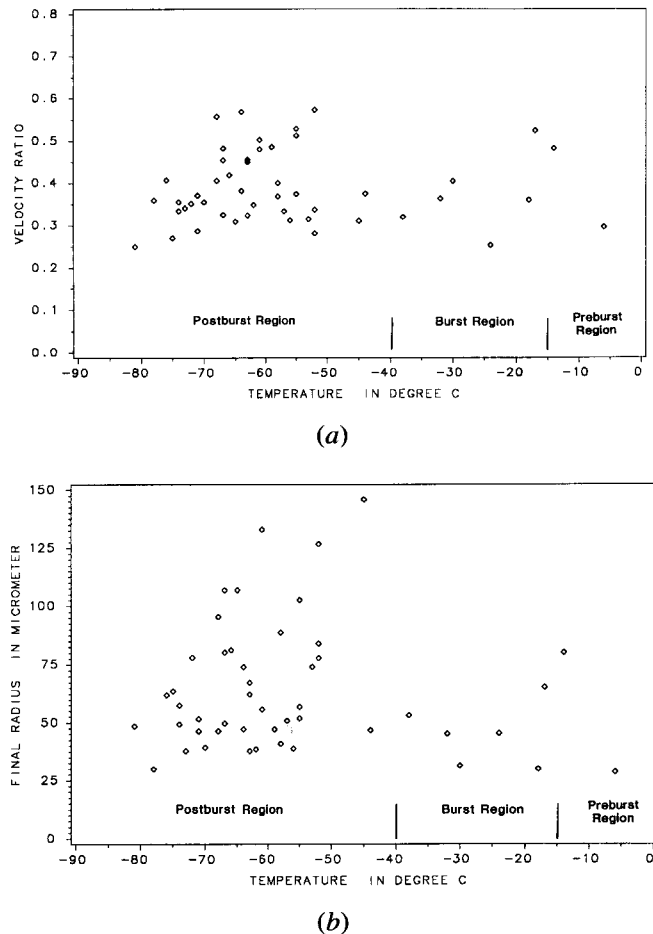 0.8
0.7
0.6
0.5
0.4
0.3
0.2
0.1
0.0
VELOCITY RATIO
Postburst Region
Burst Region
Preburst
Region
-90 -80 -70 -60 -50 -40 -30 -20 -10 0
TEMPERATURE IN DEGREE C
(a)
150
125
100
75
50
25
0
FINAL RADIUS IN MICROMETER
Postburst Region
Burst Region
Preburst
Region
-90 -80 -70 -60 -50 -40 -30 -20 -10 0
TEMPERATURE IN DEGREE C
(b)